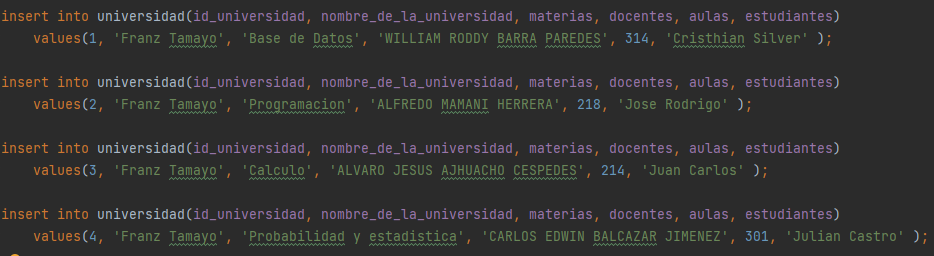 insert into universidad(id_universidad, nombre_de_la_universidad, materias, docentes, aulas, estudiantes)
values(1, 'Franz Tamayo', 'Base de Datos', 'WILLIAM RODDY BARRA PAREDES', 314, 'Cristhian Silver' );
insert into universidad(id_universidad, nombre_de_la_universidad, materias, docentes, aulas, estudiantes)
values(2, 'Franz Tamayo', 'Programacion', 'ALFREDO MAMANI HERRERA', 218, 'Jose Rodrigo' );
insert into universidad(id_universidad, nombre_de_la_universidad, materias, docentes, aulas, estudiantes)
values(3, 'Franz Tamayo', 'Calculo', 'ALVARO JESUS AJHUACHO CESPEDES', 214, 'Juan Carlos' );
insert into universidad(id_universidad, nombre_de_la_universidad, materias, docentes, aulas, estudiantes)
values(4, 'Franz Tamayo', 'Probabilidad y estadistica', 'CARLOS EDWIN BALCAZAR JIMENEZ', 301, 'Julian Castro' );